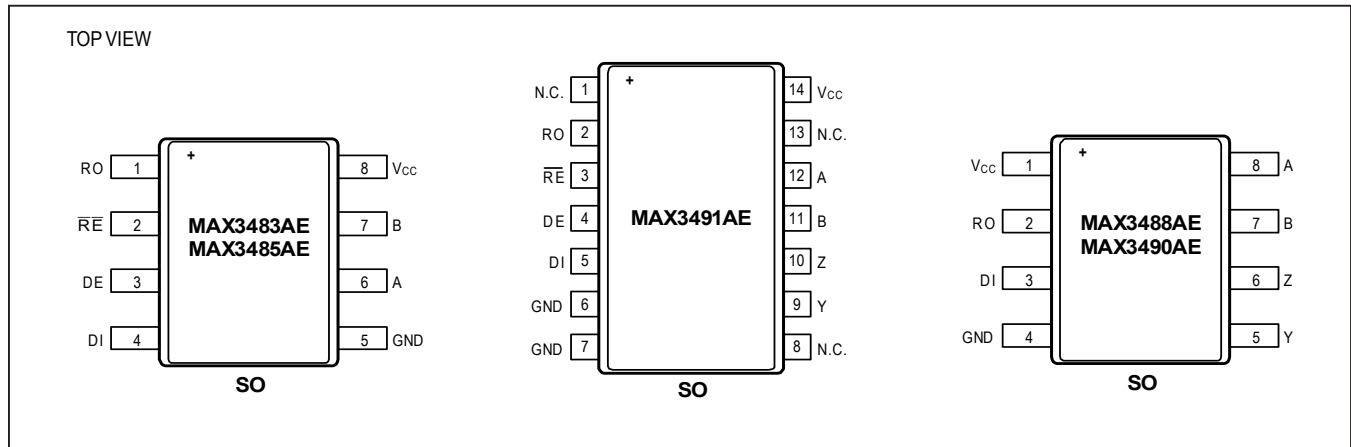 TOP VIEW
RO 1
R̅E̅ 2
DE 3
DI 4
+
MAX3483AE
MAX3485AE
8 VCC
7 B
6 A
5 GND
SO
N.C. 1
RO 2
R̅E̅ 3
DE 4
DI 5
GND 6
GND 7
+
MAX3491AE
14 VCC
13 N.C.
12 A
11 B
10 Z
9 Y
8 N.C.
SO
VCC 1
RO 2
DI 3
GND 4
+
MAX3488AE
MAX3490AE
8 A
7 B
6 Z
5 Y
SO